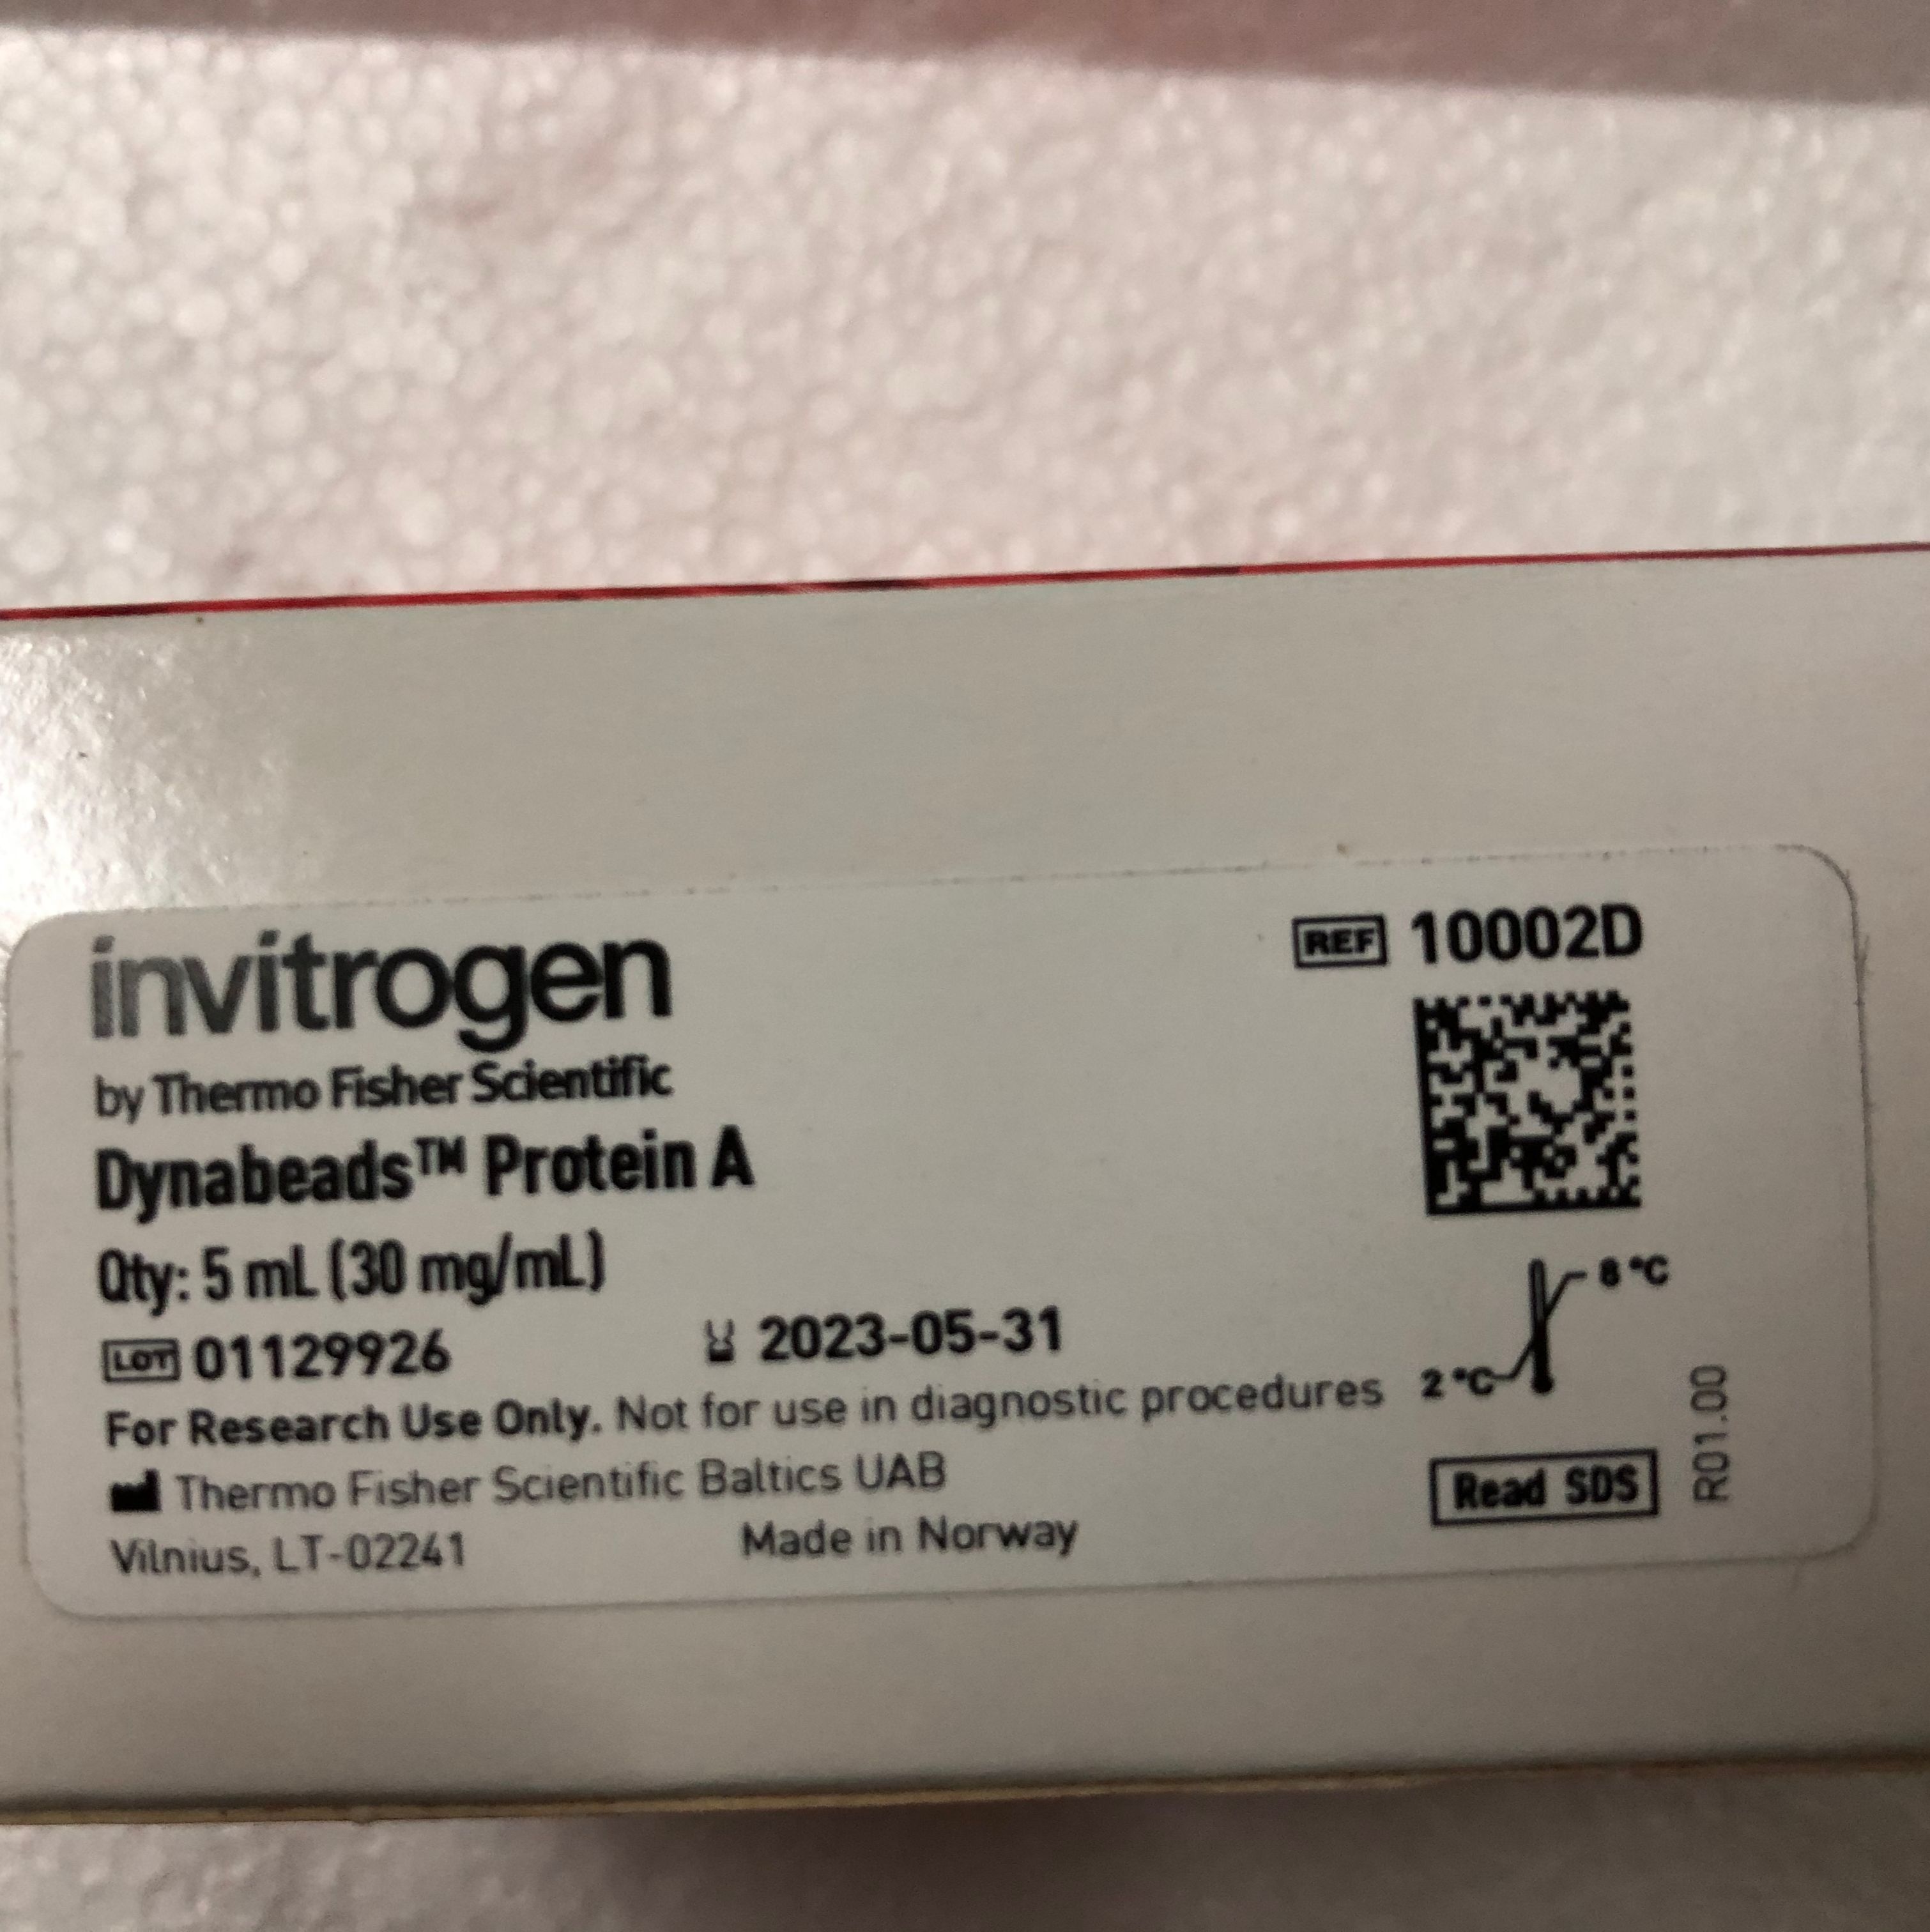 invitrogen
by Thermo Fisher Scientific
Dynabeads™ Protein A
Qty: 5 mL (30 mg/mL)
LOT 01129926 2023-05-31
For Research Use Only. Not for use in diagnostic procedures
Thermo Fisher Scientific Baltics UAB
Vilnius, LT-02241 Made in Norway
REF 10002D
8 °C
2 °C
Read SDS
R01.00